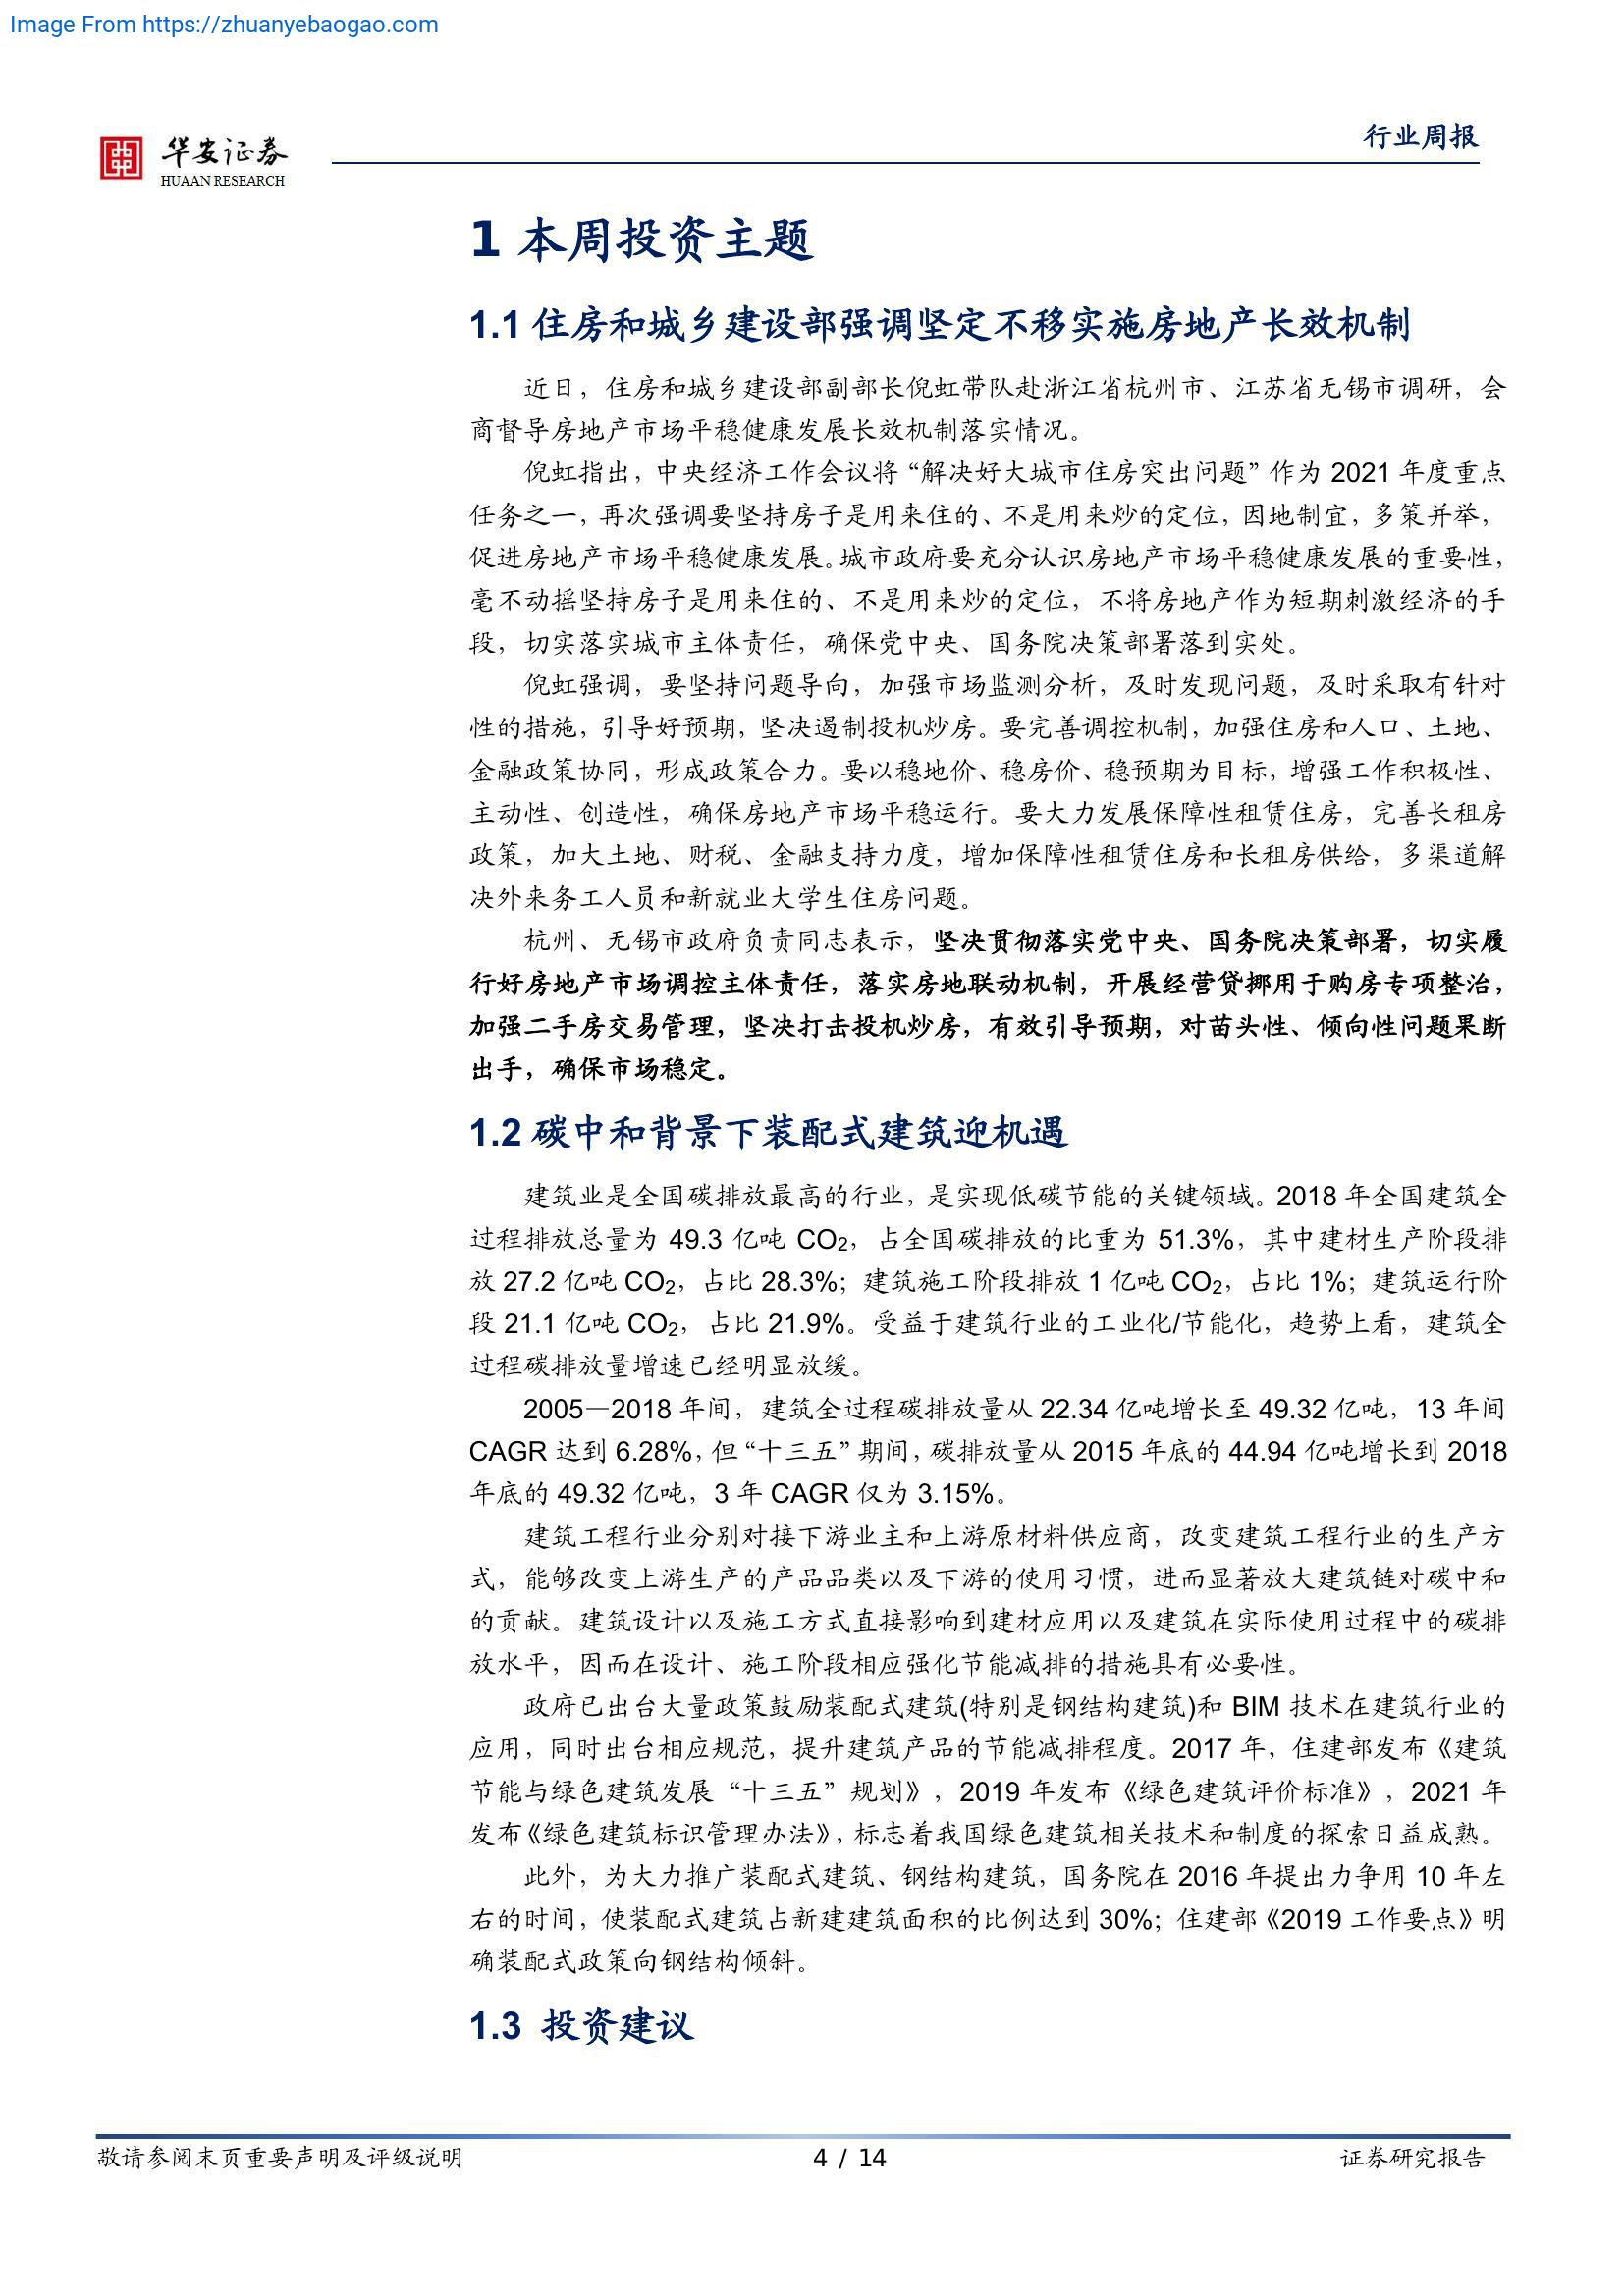 Image From https://zhuanyebaogao.com
华安证券
HUAAN RESEARCH
行业周报
1 本周投资主题
1.1 住房和城乡建设部强调坚定不移实施房地产长效机制
近日，住房和城乡建设部副部长倪虹带队赴浙江省杭州市、江苏省无锡市调研，会
商督导房地产市场平稳健康发展长效机制落实情况。
倪虹指出，中央经济工作会议将“解决好大城市住房突出问题”作为 2021 年度重点
任务之一，再次强调要坚持房子是用来住的、不是用来炒的定位，因地制宜，多策并举，
促进房地产市场平稳健康发展。城市政府要充分认识房地产市场平稳健康发展的重要性，
毫不动摇坚持房子是用来住的、不是用来炒的定位，不将房地产作为短期刺激经济的手
段，切实落实城市主体责任，确保党中央、国务院决策部署落到实处。
倪虹强调，要坚持问题导向，加强市场监测分析，及时发现问题，及时采取有针对
性的措施，引导好预期，坚决遏制投机炒房。要完善调控机制，加强住房和人口、土地、
金融政策协同，形成政策合力。要以稳地价、稳房价、稳预期为目标，增强工作积极性、
主动性、创造性，确保房地产市场平稳运行。要大力发展保障性租赁住房，完善长租房
政策，加大土地、财税、金融支持力度，增加保障性租赁住房和长租房供给，多渠道解
决外来务工人员和新就业大学生住房问题。
杭州、无锡市政府负责同志表示，坚决贯彻落实党中央、国务院决策部署，切实履
行好房地产市场调控主体责任，落实房地联动机制，开展经营贷挪用于购房专项整治，
加强二手房交易管理，坚决打击投机炒房，有效引导预期，对苗头性、倾向性问题果断
出手，确保市场稳定。
1.2 碳中和背景下装配式建筑迎机遇
建筑业是全国碳排放最高的行业，是实现低碳节能的关键领域。2018 年全国建筑全
过程排放总量为 49.3 亿吨 CO₂，占全国碳排放的比重为 51.3%，其中建材生产阶段排
放 27.2 亿吨 CO₂，占比 28.3%；建筑施工阶段排放 1 亿吨 CO₂，占比 1%；建筑运行阶
段 21.1 亿吨 CO₂，占比 21.9%。受益于建筑行业的工业化/节能化，趋势上看，建筑全
过程碳排放量增速已经明显放缓。
2005—2018 年间，建筑全过程碳排放量从 22.34 亿吨增长至 49.32 亿吨，13 年间
CAGR 达到 6.28%，但“十三五”期间，碳排放量从 2015 年底的 44.94 亿吨增长到 2018
年底的 49.32 亿吨，3 年 CAGR 仅为 3.15%。
建筑工程行业分别对接下游业主和上游原材料供应商，改变建筑工程行业的生产方
式，能够改变上游生产的产品品类以及下游的使用习惯，进而显著放大建筑链对碳中和
的贡献。建筑设计以及施工方式直接影响到建材应用以及建筑在实际使用过程中的碳排
放水平，因而在设计、施工阶段相应强化节能减排的措施具有必要性。
政府已出台大量政策鼓励装配式建筑(特别是钢结构建筑)和 BIM 技术在建筑行业的
应用，同时出台相应规范，提升建筑产品的节能减排程度。2017 年，住建部发布《建筑
节能与绿色建筑发展“十三五”规划》，2019 年发布《绿色建筑评价标准》，2021 年
发布《绿色建筑标识管理办法》，标志着我国绿色建筑相关技术和制度的探索日益成熟。
此外，为大力推广装配式建筑、钢结构建筑，国务院在 2016 年提出力争用 10 年左
右的时间，使装配式建筑占新建建筑面积的比例达到 30%；住建部《2019 工作要点》明
确装配式政策向钢结构倾斜。
1.3 投资建议
敬请参阅末页重要声明及评级说明
4 / 14
证券研究报告